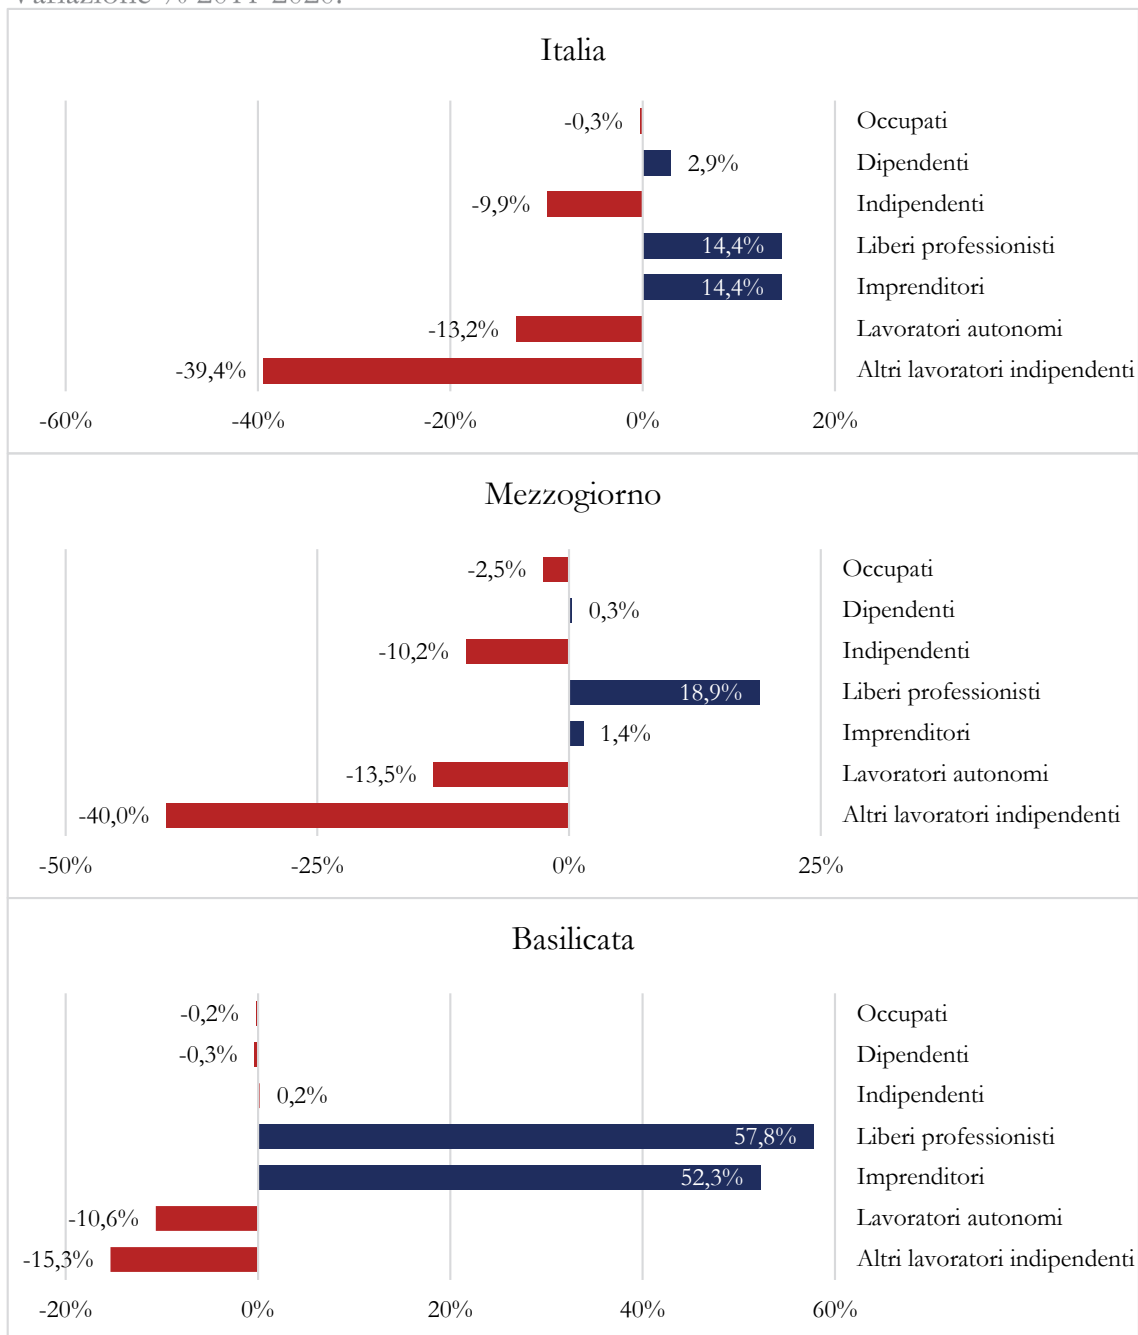 Variazione % 2011-2020.
Italia
-0,3% Occupati
2,9% Dipendenti
-9,9% Indipendenti
14,4% Liberi professionisti
14,4% Imprenditori
-13,2% Lavoratori autonomi
-39,4% Altri lavoratori indipendenti
-60% -40% -20% 0% 20%
Mezzogiorno
-2,5% Occupati
0,3% Dipendenti
-10,2% Indipendenti
18,9% Liberi professionisti
1,4% Imprenditori
-13,5% Lavoratori autonomi
-40,0% Altri lavoratori indipendenti
-50% -25% 0% 25%
Basilicata
-0,2% Occupati
-0,3% Dipendenti
0,2% Indipendenti
57,8% Liberi professionisti
52,3% Imprenditori
-10,6% Lavoratori autonomi
-15,3% Altri lavoratori indipendenti
-20% 0% 20% 40% 60%